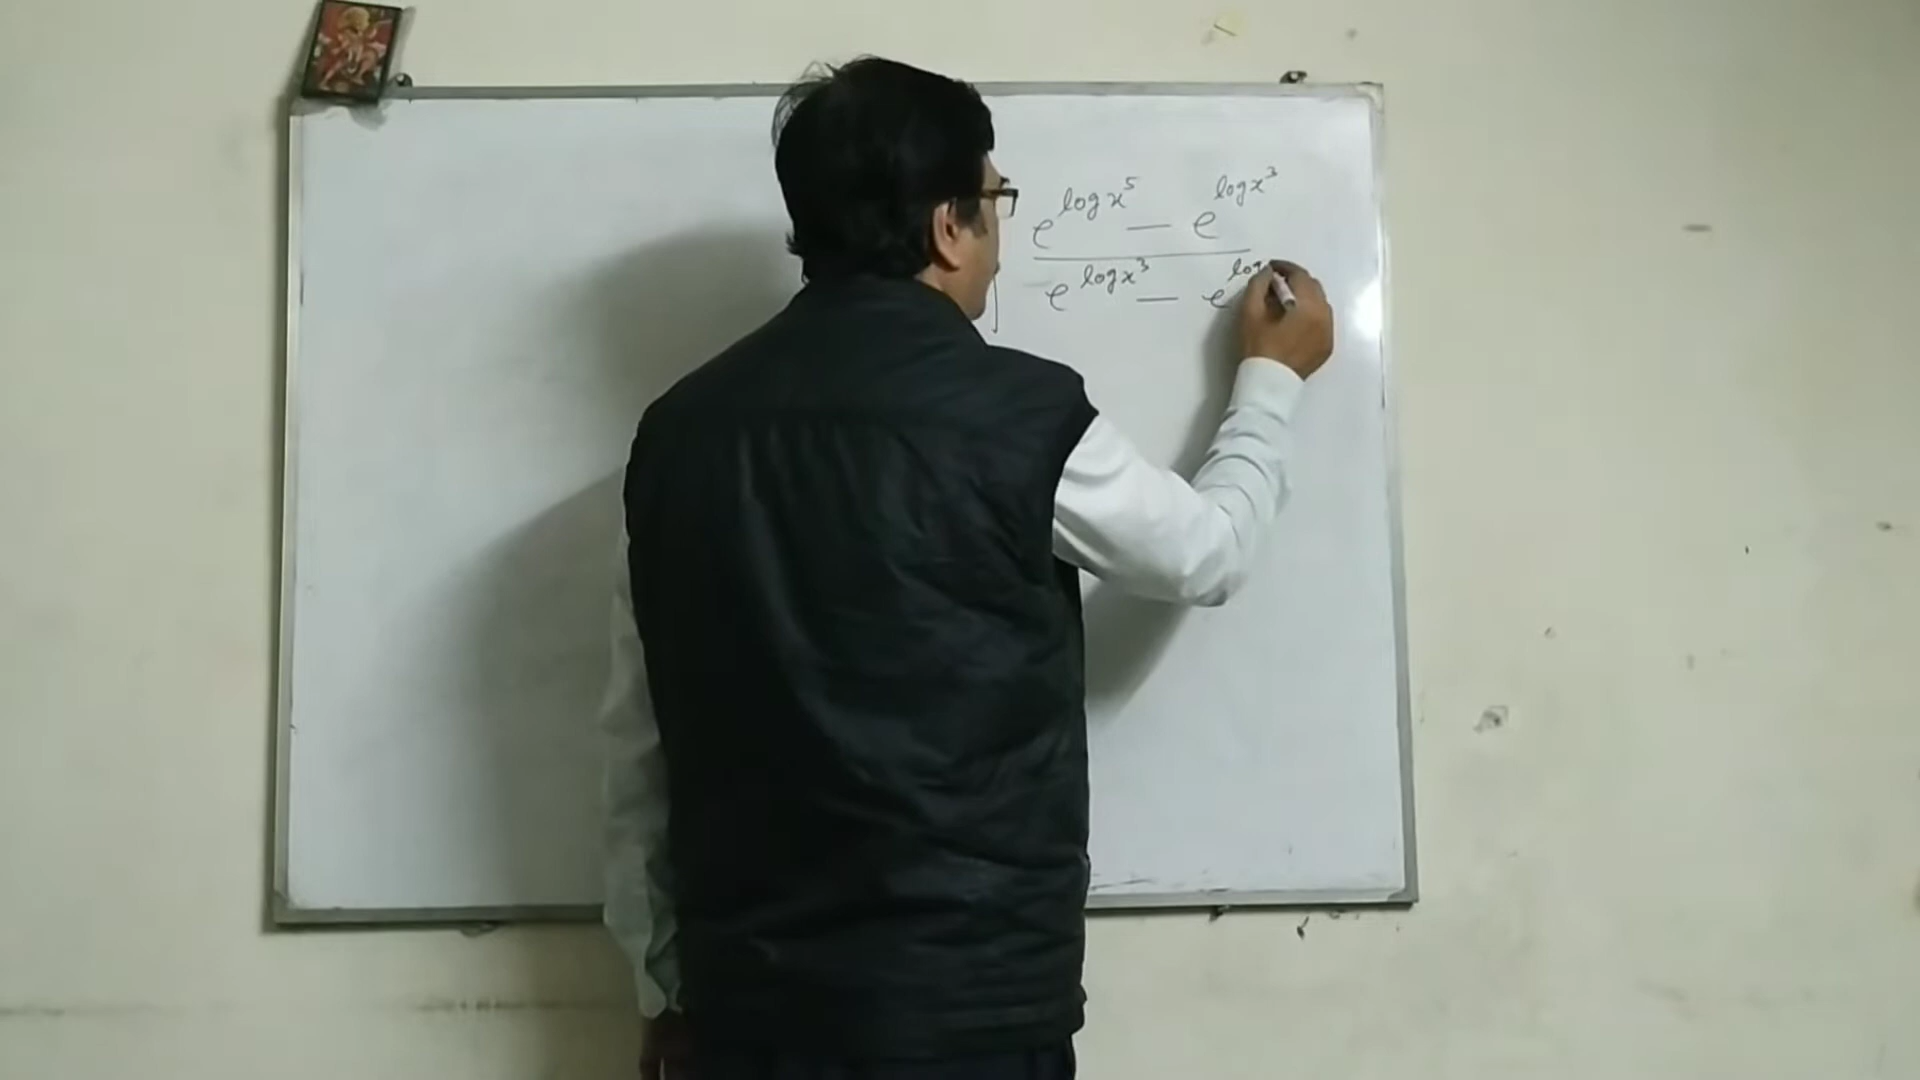 e^{log x^5} — e^{log x^3}
e^{log x^3} — e^{log